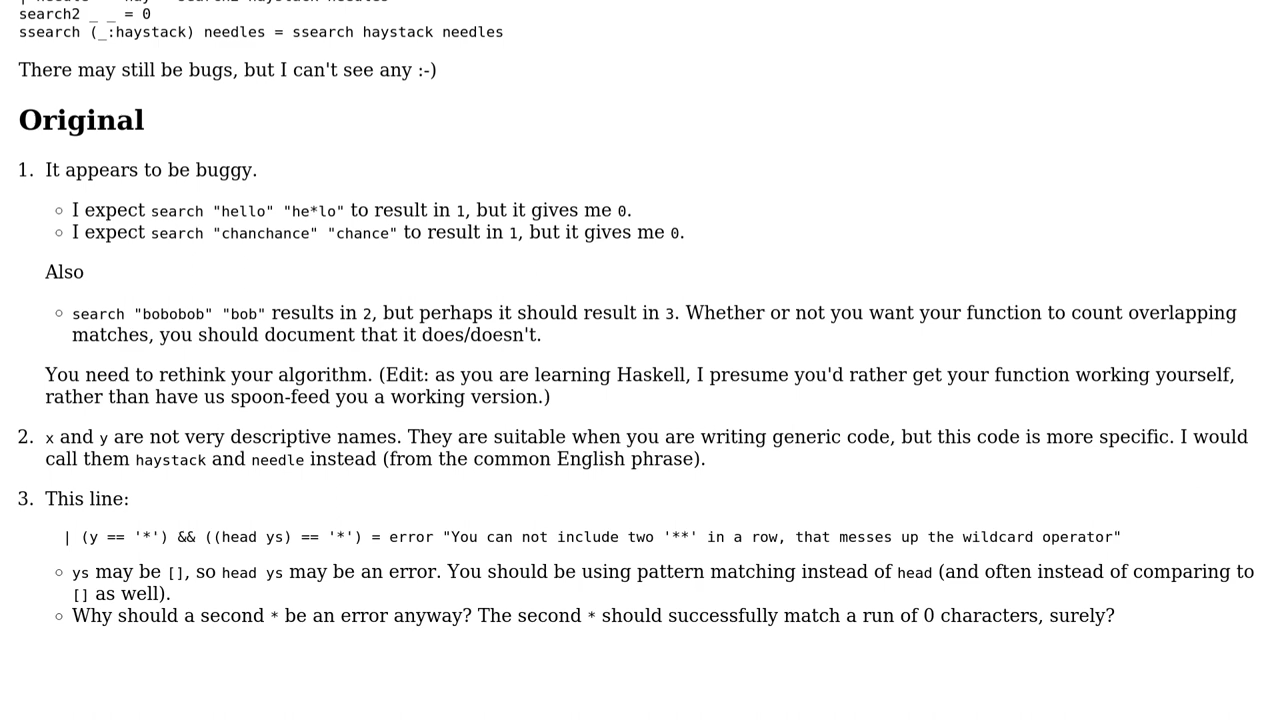 search2 _ _ = 0
ssearch (_:haystack) needles = ssearch haystack needles
There may still be bugs, but I can't see any :-)
Original
1. It appears to be buggy.
◦ I expect search "hello" "he*lo" to result in 1, but it gives me 0.
◦ I expect search "chanchance" "chance" to result in 1, but it gives me 0.
Also
◦ search "bobobob" "bob" results in 2, but perhaps it should result in 3. Whether or not you want your function to count overlapping
matches, you should document that it does/doesn't.
You need to rethink your algorithm. (Edit: as you are learning Haskell, I presume you'd rather get your function working yourself,
rather than have us spoon-feed you a working version.)
2. x and y are not very descriptive names. They are suitable when you are writing generic code, but this code is more specific. I would
call them haystack and needle instead (from the common English phrase).
3. This line:
| (y == '*') && ((head ys) == '*') = error "You can not include two '**' in a row, that messes up the wildcard operator"
◦ ys may be [], so head ys may be an error. You should be using pattern matching instead of head (and often instead of comparing to
[] as well).
◦ Why should a second * be an error anyway? The second * should successfully match a run of 0 characters, surely?